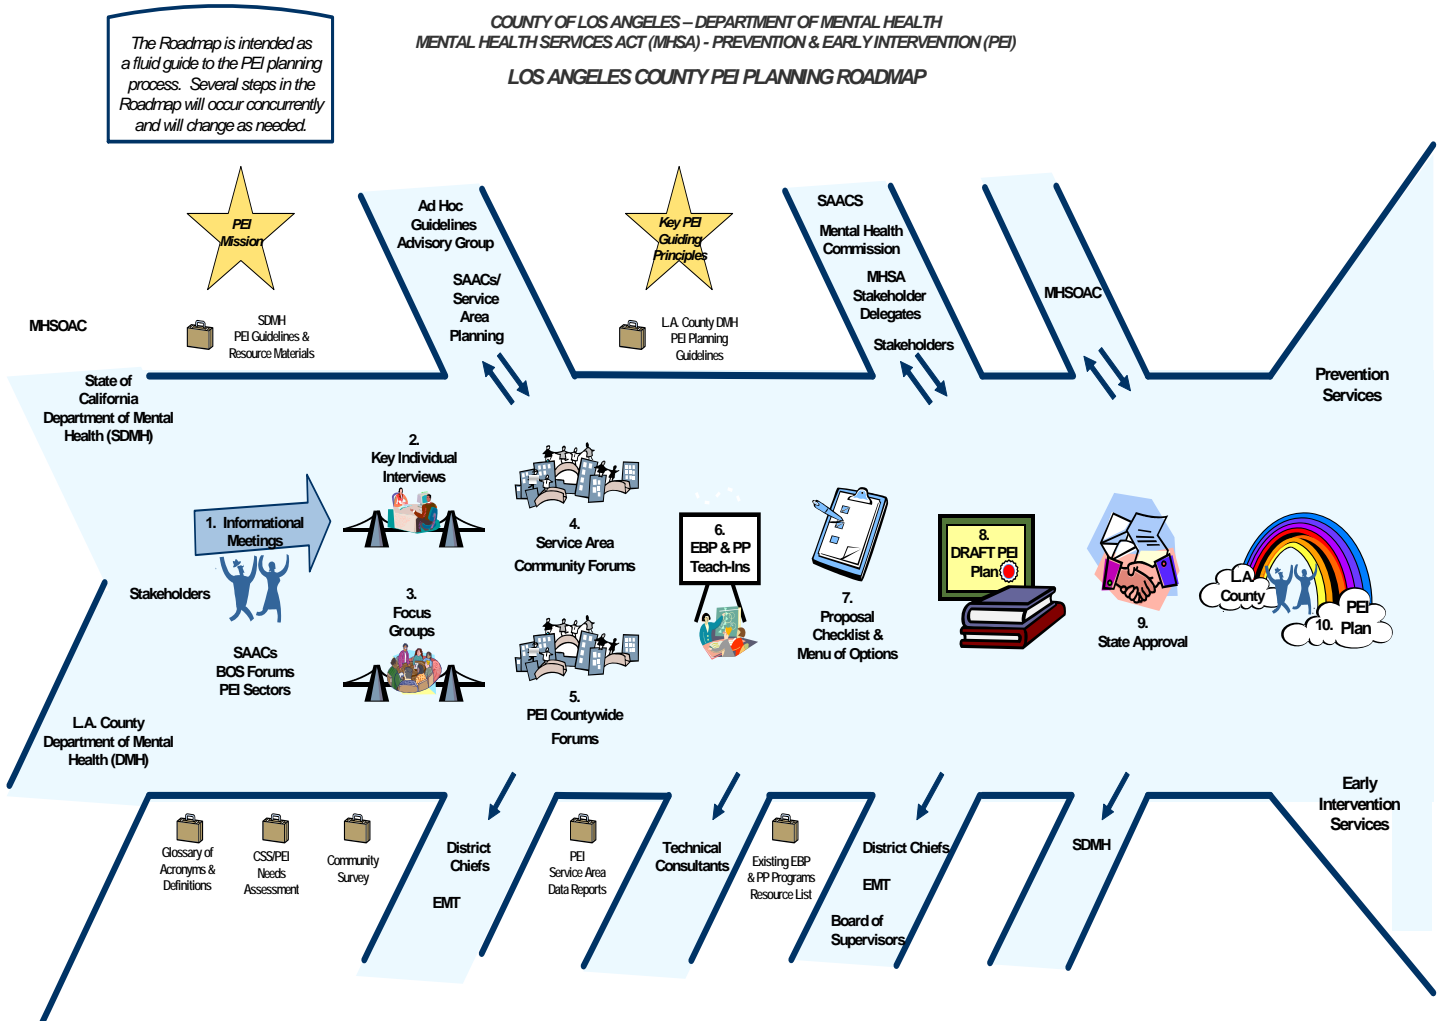 COUNTY OF LOS ANGELES – DEPARTMENT OF MENTAL HEALTH
MENTAL HEALTH SERVICES ACT (MHSA) - PREVENTION & EARLY INTERVENTION (PEI)
LOS ANGELES COUNTY PEI PLANNING ROADMAP
The Roadmap is intended as
a fluid guide to the PEI planning
process. Several steps in the
Roadmap will occur concurrently
and will change as needed.
PEI
Mission
Ad Hoc
Guidelines
Advisory Group
SAACs/
Service
Area
Planning
Key PEI
Guiding
Principles
SAACS
Mental Health
Commission
MHSA
Stakeholder
Delegates
Stakeholders
MHSOAC
MHSOAC
SDMH
PEI Guidelines &
Resource Materials
L.A. County DMH
PEI Planning
Guidelines
State of
California
Department of Mental
Health (SDMH)
Prevention
Services
1. Informational
Meetings
Stakeholders
SAACs
BOS Forums
PEI Sectors
2.
Key Individual
Interviews
3.
Focus
Groups
4.
Service Area
Community Forums
5.
PEI Countywide
Forums
6.
EBP & PP
Teach-Ins
7.
Proposal
Checklist &
Menu of Options
8.
DRAFT PEI
Plan
9.
State Approval
L.A.
County
10.
PEI
Plan
L.A. County
Department of Mental
Health (DMH)
Early
Intervention
Services
Glossary of
Acronyms &
Definitions
CSS/PEI
Needs
Assessment
Community
Survey
District
Chiefs
EMT
PEI
Service Area
Data Reports
Technical
Consultants
Existing EBP
& PP Programs
Resource List
District Chiefs
EMT
Board of
Supervisors
SDMH